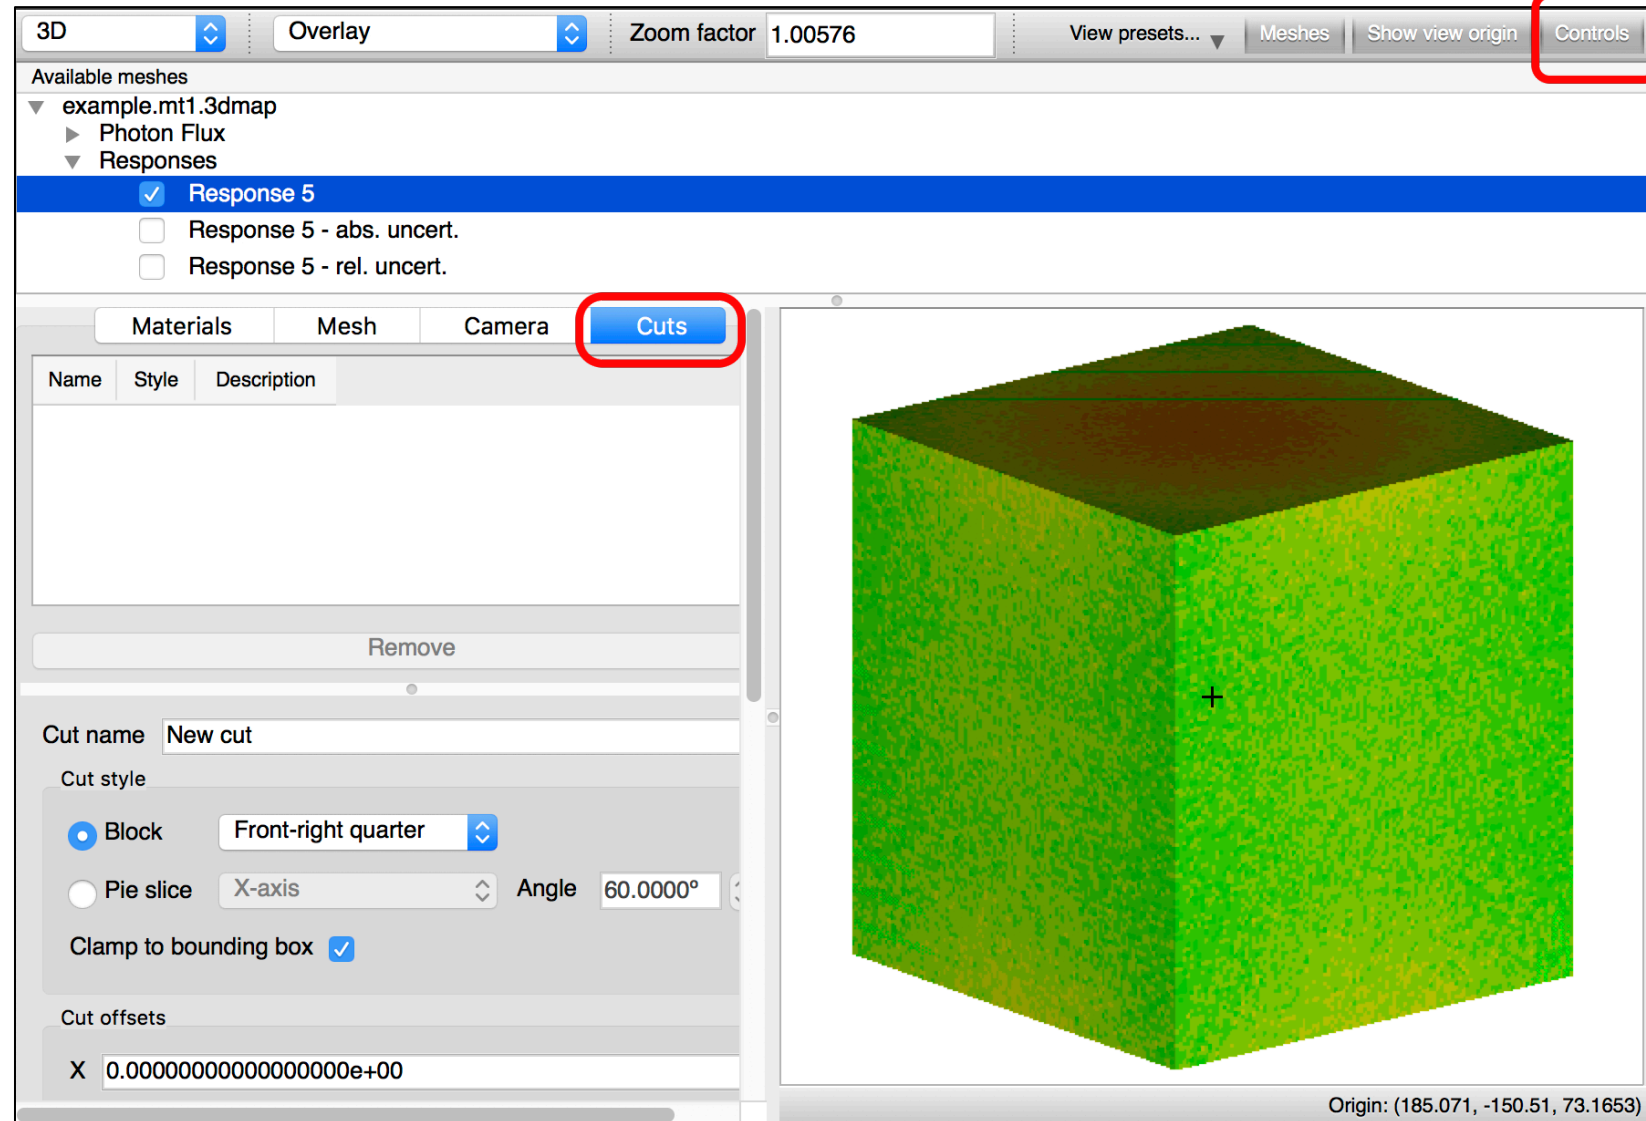 3D Overlay Zoom factor 1.00576 View presets... Meshes Show view origin Controls
Available meshes
example.mt1.3dmap
Photon Flux
Responses
Response 5
Response 5 - abs. uncert.
Response 5 - rel. uncert.
Materials Mesh Camera Cuts
Name Style Description
Remove
Cut name New cut
Cut style
Block Front-right quarter
Pie slice X-axis Angle 60.0000°
Clamp to bounding box
Cut offsets
X 0.00000000000000000e+00
Origin: (185.071, -150.51, 73.1653)